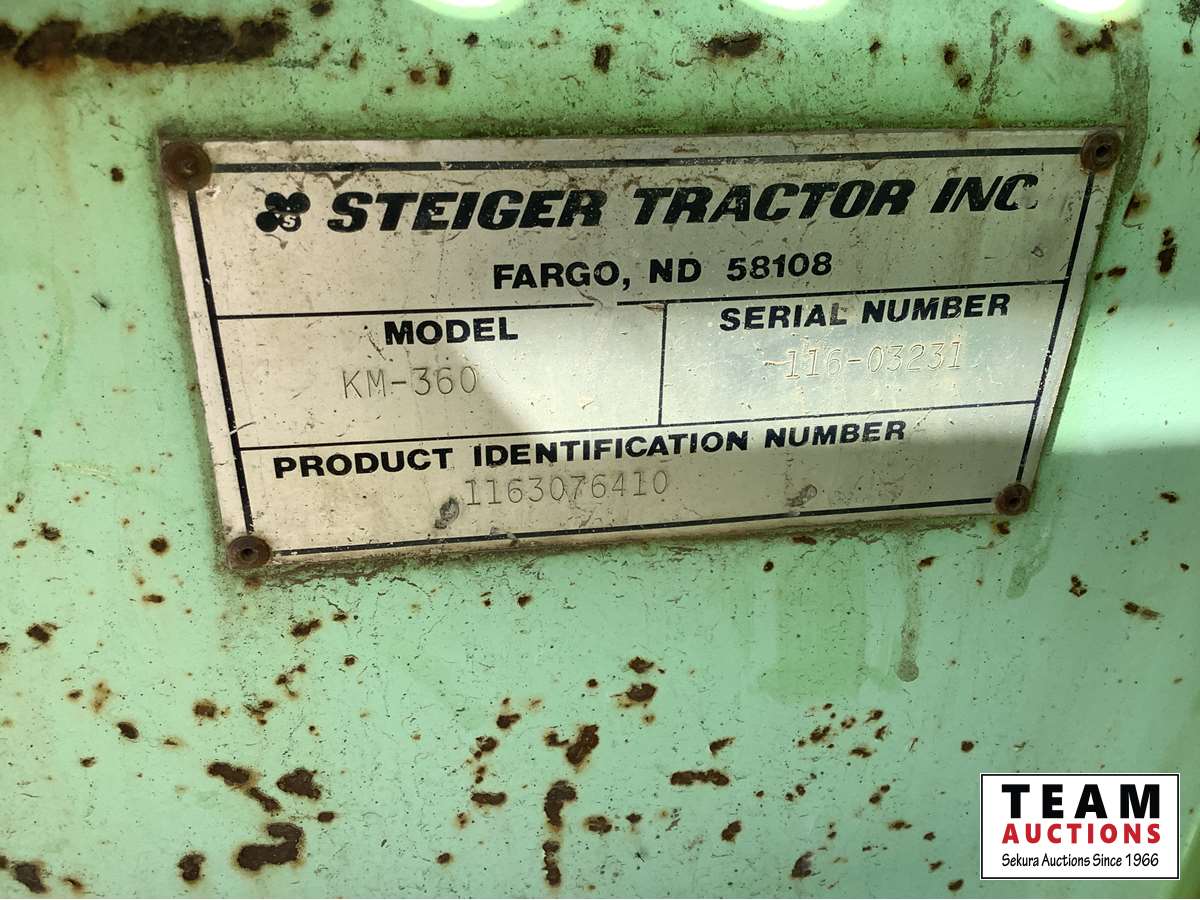 S STEIGER TRACTOR INC.
FARGO, ND 58108
MODEL
KM-360
SERIAL NUMBER
116-03231
PRODUCT IDENTIFICATION NUMBER
1163076410
TEAM
AUCTIONS
Sekura Auctions Since 1966